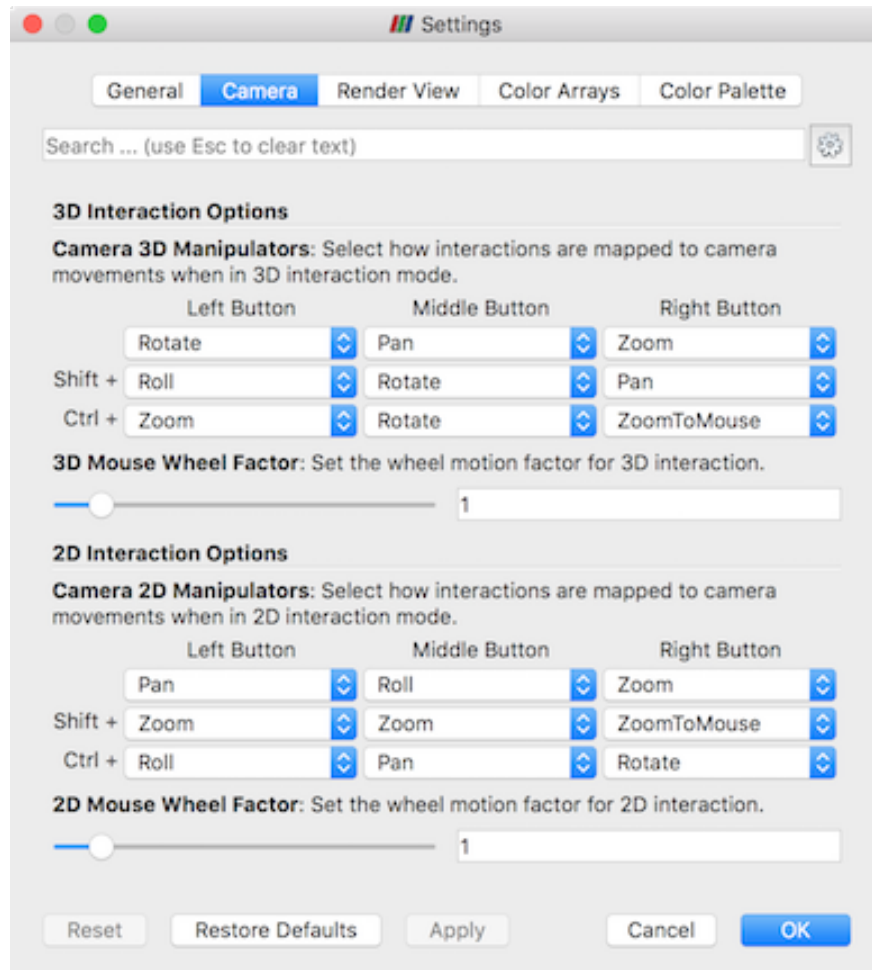 Settings
General Camera Render View Color Arrays Color Palette
Search ... (use Esc to clear text)
3D Interaction Options
Camera 3D Manipulators: Select how interactions are mapped to camera
movements when in 3D interaction mode.
Left Button Middle Button Right Button
Rotate Pan Zoom
Shift + Roll Rotate Pan
Ctrl + Zoom Rotate ZoomToMouse
3D Mouse Wheel Factor: Set the wheel motion factor for 3D interaction.
1
2D Interaction Options
Camera 2D Manipulators: Select how interactions are mapped to camera
movements when in 2D interaction mode.
Left Button Middle Button Right Button
Pan Roll Zoom
Shift + Zoom Zoom ZoomToMouse
Ctrl + Roll Pan Rotate
2D Mouse Wheel Factor: Set the wheel motion factor for 2D interaction.
1
Reset Restore Defaults Apply Cancel OK